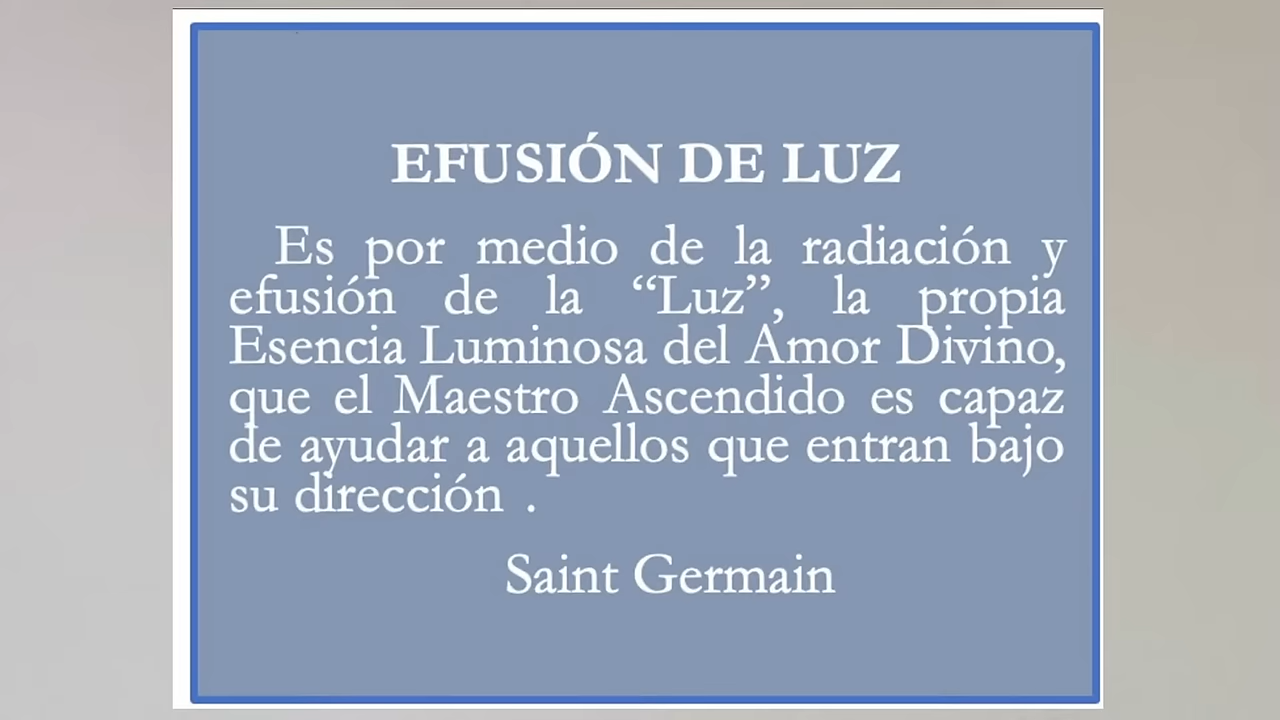 EFUSIÓN DE LUZ
Es por medio de la radiación y
efusión de la “Luz”, la propia
Esencia Luminosa del Amor Divino,
que el Maestro Ascendido es capaz
de ayudar a aquellos que entran bajo
su dirección .
Saint Germain